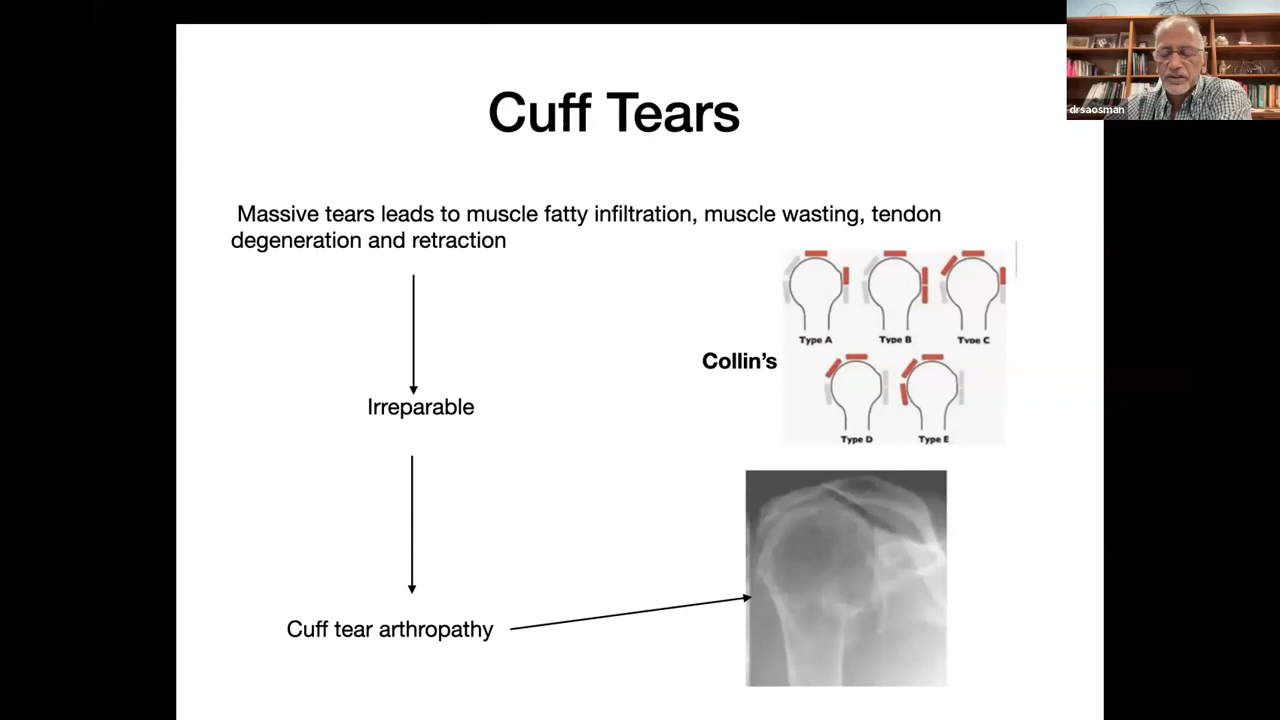 drsaosman
Cuff Tears
Massive tears leads to muscle fatty infiltration, muscle wasting, tendon
degeneration and retraction
Type A Type B Type C
Collin's
Type D Type E
Irreparable
Cuff tear arthropathy